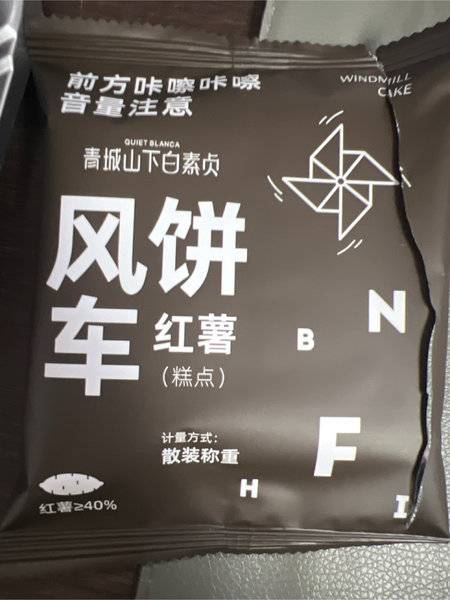 前方咔嚓咔嚓
音量注意
WINDMILL
CAKE
QUIET BLANCA
青城山下白素贞
风饼
车
红薯
(糕点)
B
N
计量方式:
散装称重
F
H
I
红薯≥40%